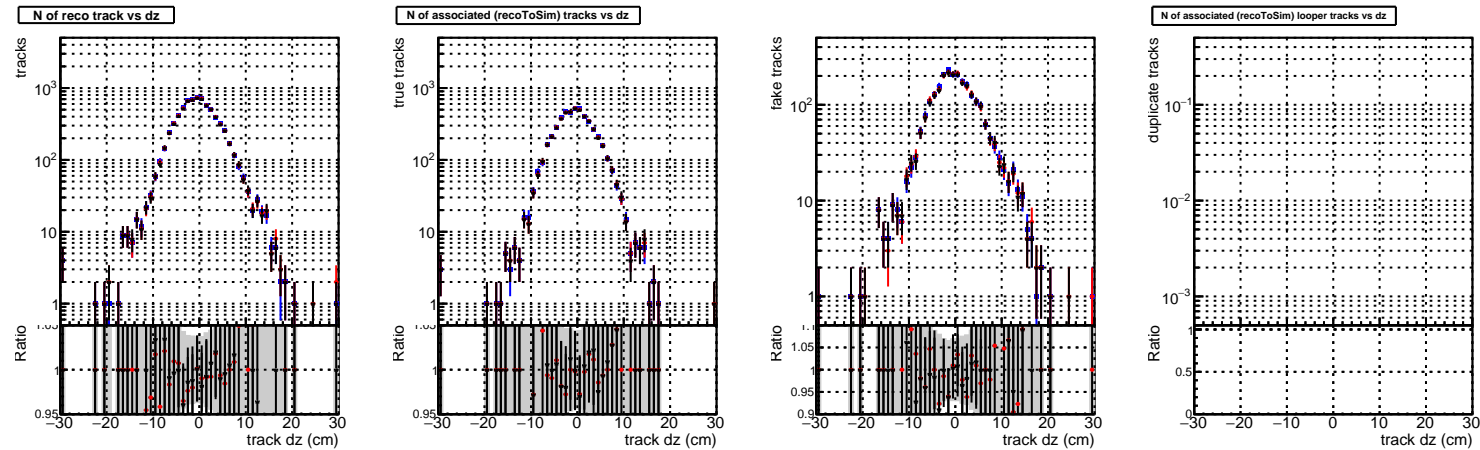 N of reco track vs dz
tracks
10³
10²
10
1
Ratio
1
0.95
−30 −20 −10 0 10 20 30
track dz (cm)
N of associated (recoToSim) tracks vs dz
true tracks
10³
10²
10
1
Ratio
1
0.95
−30 −20 −10 0 10 20 30
track dz (cm)
fake tracks
10²
10
1
Ratio
1.05
1
0.95
0.9
−30 −20 −10 0 10 20 30
track dz (cm)
N of associated (recoToSim) looper tracks vs dz
duplicate tracks
10⁻¹
10⁻²
10⁻³
Ratio
1
0.5
0
−30 −20 −10 0 10 20 30
track dz (cm)